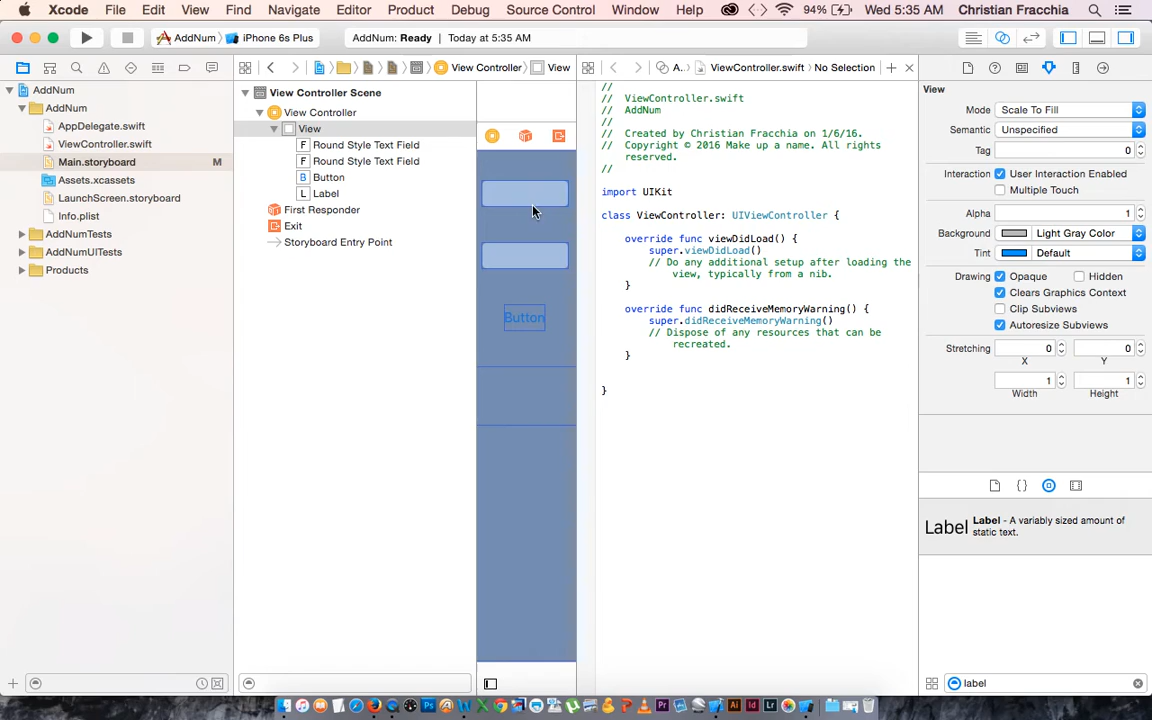 Xcode File Edit View Find Navigate Editor Product Debug Source Control Window Help 94% Wed 5:35 AM Christian Fracchia
AddNum iPhone 6s Plus AddNum: Ready Today at 5:35 AM
View Controller View A... ViewController.swift No Selection
AddNum
AddNum
AppDelegate.swift
ViewController.swift
Main.storyboard M
Assets.xcassets
LaunchScreen.storyboard
Info.plist
AddNumTests
AddNumUITests
Products
View Controller Scene
View Controller
View
F Round Style Text Field
F Round Style Text Field
B Button
L Label
First Responder
Exit
Storyboard Entry Point
Button
//
// ViewController.swift
// AddNum
//
// Created by Christian Fracchia on 1/6/16.
// Copyright © 2016 Make up a name. All rights
reserved.
//
import UIKit
class ViewController: UIViewController {
override func viewDidLoad() {
super.viewDidLoad()
// Do any additional setup after loading the
view, typically from a nib.
}
override func didReceiveMemoryWarning() {
super.didReceiveMemoryWarning()
// Dispose of any resources that can be
recreated.
}
}
View
Mode Scale To Fill
Semantic Unspecified
Tag 0
Interaction User Interaction Enabled
Multiple Touch
Alpha 1
Background Light Gray Color
Tint Default
Drawing Opaque Hidden
Clears Graphics Context
Clip Subviews
Autoresize Subviews
Stretching 0 0
X Y
1 1
Width Height
Label Label - A variably sized amount of
static text.
label